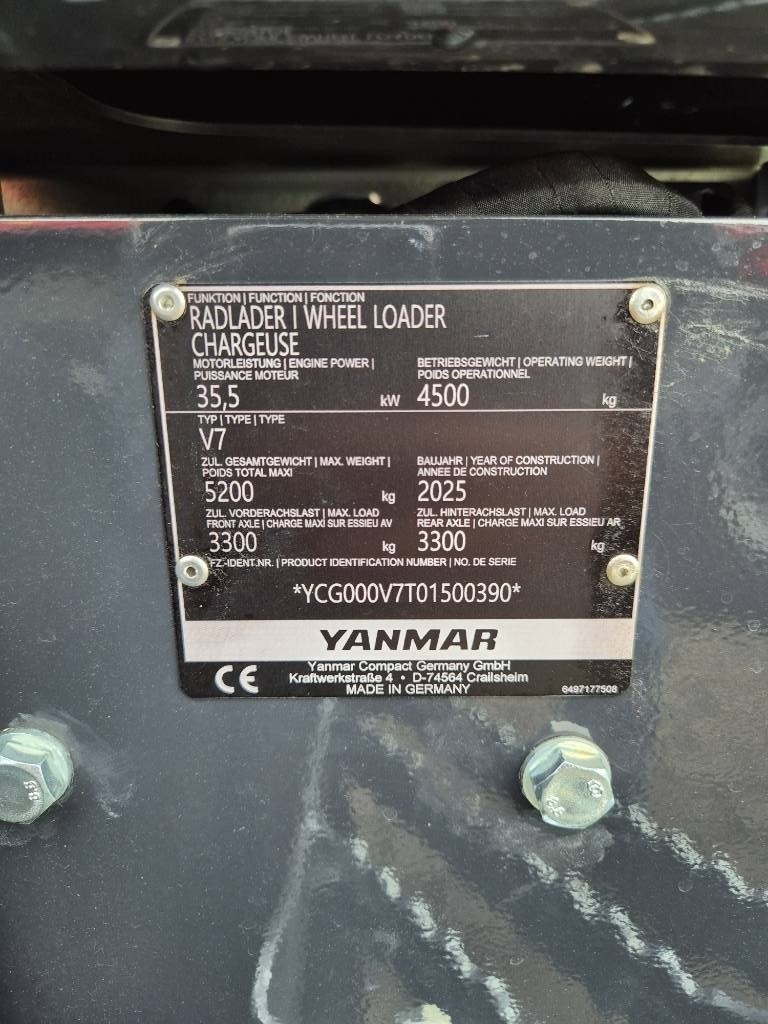 FUNKTION | FUNCTION | FONCTION
RADLADER | WHEEL LOADER
CHARGEUSE
MOTORLEISTUNG | ENGINE POWER | BETRIEBSGEWICHT | OPERATING WEIGHT |
PUISSANCE MOTEUR POIDS OPERATIONNEL
35,5 kW 4500 kg
TYP | TYPE | TYPE
V7
ZUL. GESAMTGEWICHT | MAX. WEIGHT | BAUJAHR | YEAR OF CONSTRUCTION |
POIDS TOTAL MAXI ANNEE DE CONSTRUCTION
5200 kg 2025
ZUL. VORDERACHSLAST | MAX. LOAD ZUL. HINTERACHSLAST | MAX. LOAD
FRONT AXLE | CHARGE MAXI SUR ESSIEU AV REAR AXLE | CHARGE MAXI SUR ESSIEU AR
3300 kg 3300 kg
FZ.-IDENT.NR. | PRODUCT IDENTIFICATION NUMBER | NO. DE SERIE
*YCG000V7T01500390*
YANMAR
CE Yanmar Compact Germany GmbH
Kraftwerkstraße 4 • D-74564 Crailsheim
MADE IN GERMANY 6497177508